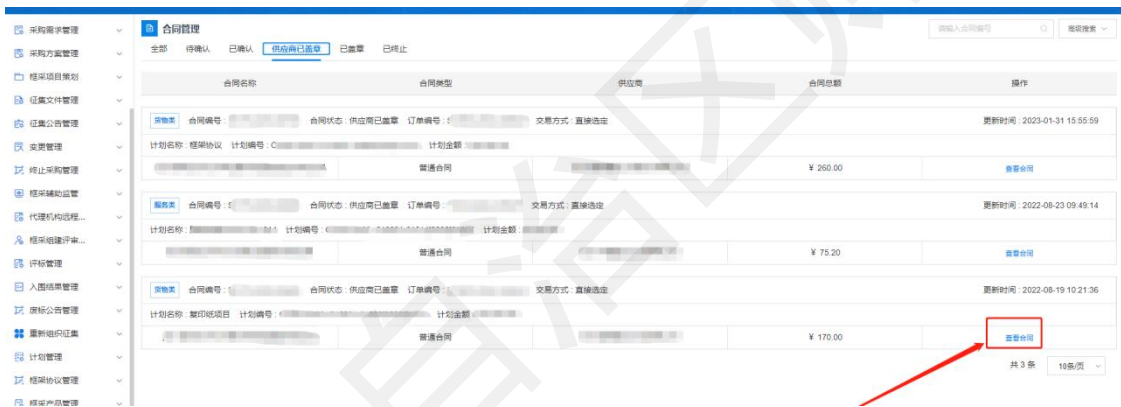 采购需求管理
采购方案管理
框采项目策划
征集文件管理
征集公告管理
变更管理
终止采购管理
框采辅助监管
代理机构远程...
框采组建评审...
评标管理
入围结果管理
废标公告管理
重新组织征集
计划管理
框架协议管理
框采产品管理
合同管理
请输入合同编号
高级搜索
全部 待确认 已确认 供应商已盖章 已盖章 已终止
合同名称 合同类型 供应商 合同总额 操作
货物类 合同编号: 合同状态:供应商已盖章 订单编号: 交易方式:直接选定 更新时间:2023-01-31 15:55:59
计划名称:框架协议 计划编号:C 计划金额:
普通合同 ¥ 260.00 查看合同
服务类 合同编号: 合同状态:供应商已盖章 订单编号: 交易方式:直接选定 更新时间:2022-08-23 09:49:14
计划名称: 计划编号: 计划金额:
普通合同 ¥ 75.20 查看合同
货物类 合同编号: 合同状态:供应商已盖章 订单编号: 交易方式:直接选定 更新时间:2022-08-19 10:21:36
计划名称:复印纸项目 计划编号: 计划金额:
普通合同 ¥ 170.00 查看合同
共 3 条 10条/页
自治区